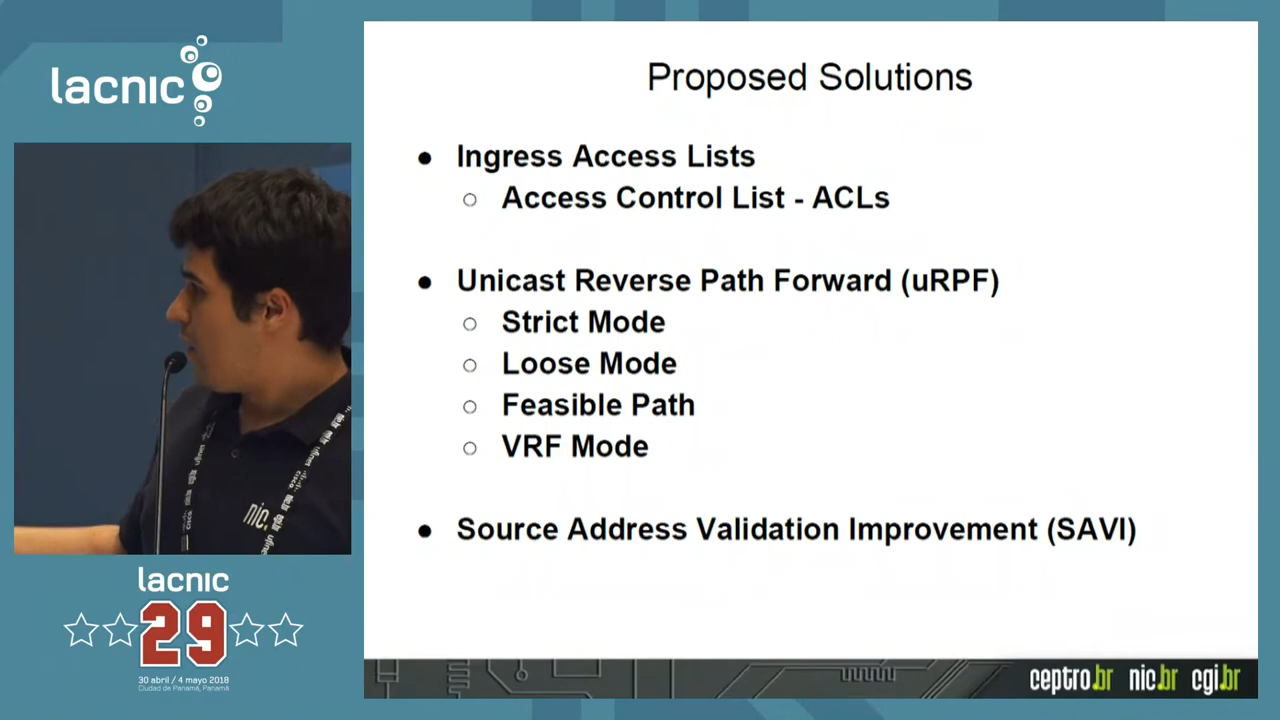 lacnic
Proposed Solutions
● Ingress Access Lists
○ Access Control List - ACLs
● Unicast Reverse Path Forward (uRPF)
○ Strict Mode
○ Loose Mode
○ Feasible Path
○ VRF Mode
● Source Address Validation Improvement (SAVI)
nic.
lacnic
29
30 abril / 4 mayo 2018
Ciudad de Panamá, Panamá
ceptro.br nic.br cgi.br